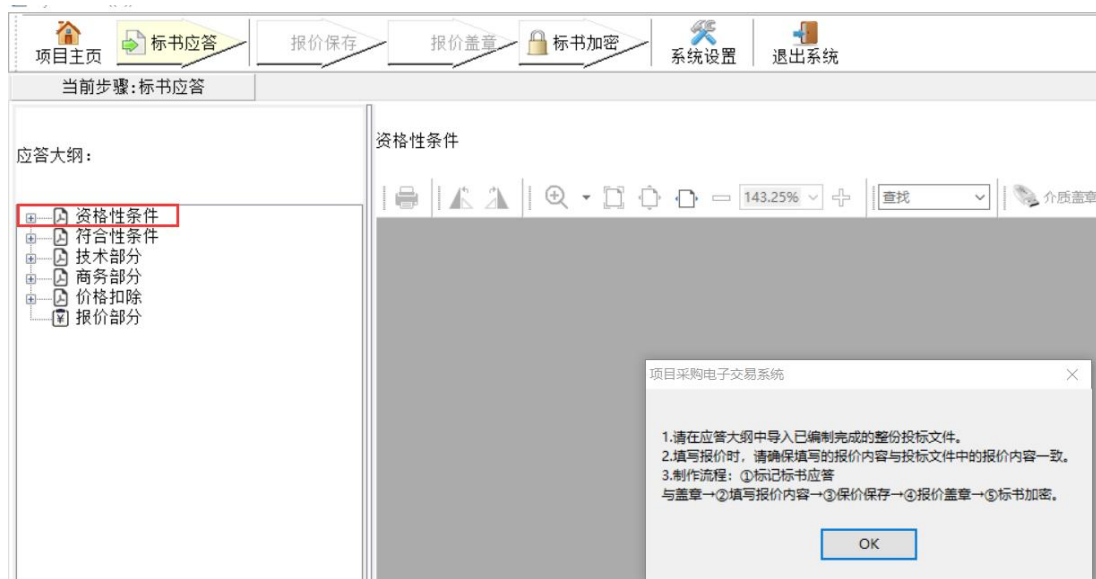 项目主页 标书应答 报价保存 报价盖章 标书加密 系统设置 退出系统
当前步骤:标书应答
应答大纲:
资格性条件
143.25% 查找 介质盖章
资格性条件
符合性条件
技术部分
商务部分
价格扣除
报价部分
项目采购电子交易系统
1.请在应答大纲中导入已编制完成的整份投标文件。
2.填写报价时，请确保填写的报价内容与投标文件中的报价内容一致。
3.制作流程：①标记标书应答
与盖章→②填写报价内容→③保价保存→④报价盖章→⑤标书加密。
OK